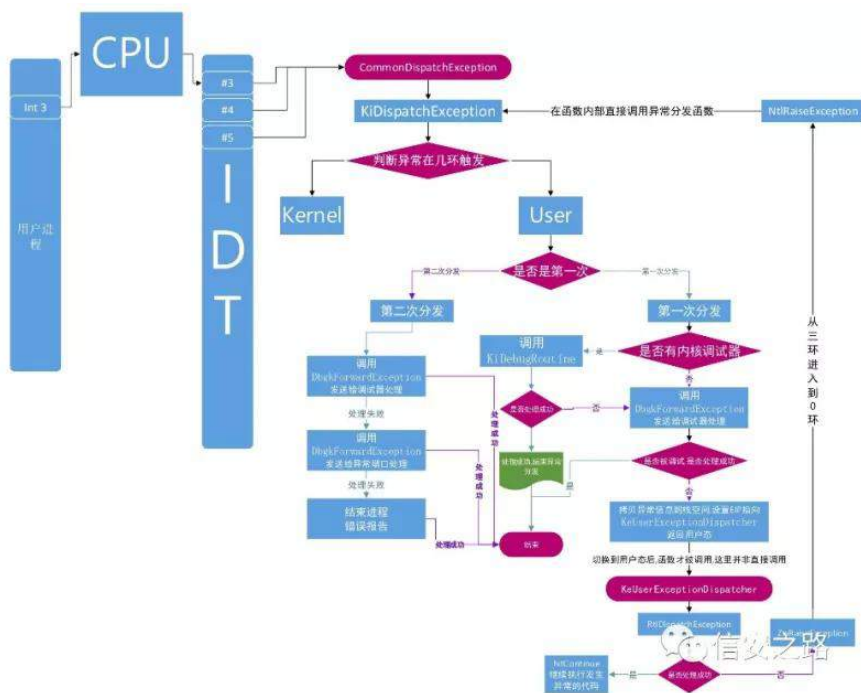 CPU
Int 3
用户进
程
#3
#4
#5
I
D
T
CommonDispatchException
KiDispatchException
在函数内部直接调用异常分发函数
NtlRaiseException
判断异常在几环触发
Kernel
User
是否是第一次
第二次分发
第一次分发
第二次分发
第一次分发
调用
KiDebugRoutine
是
是否有内核调试器
否
从三环进入到0环
调用
DbgkForwardException
发送给调试器处理
处理失败
处理成功
是否处理成功
否
调用
DbgkForwardException
发送给调试器处理
调用
DbgkForwardException
发送给异常端口处理
处理失败
处理成功
处理成功,结束异常
分发
是
是否被调试,是否处理成功
否
结束进程
错误报告
处理成功
结束
设置EIP指向
KeUserExceptionDispatcher
返回用户态
切换到用户态后,函数才被调用,这里并非直接调用
KeUserExceptionDispatcher
RtlDispatchException
信安之路
NtContinue
继续执行发生
异常的代码
是
是否处理成功
否